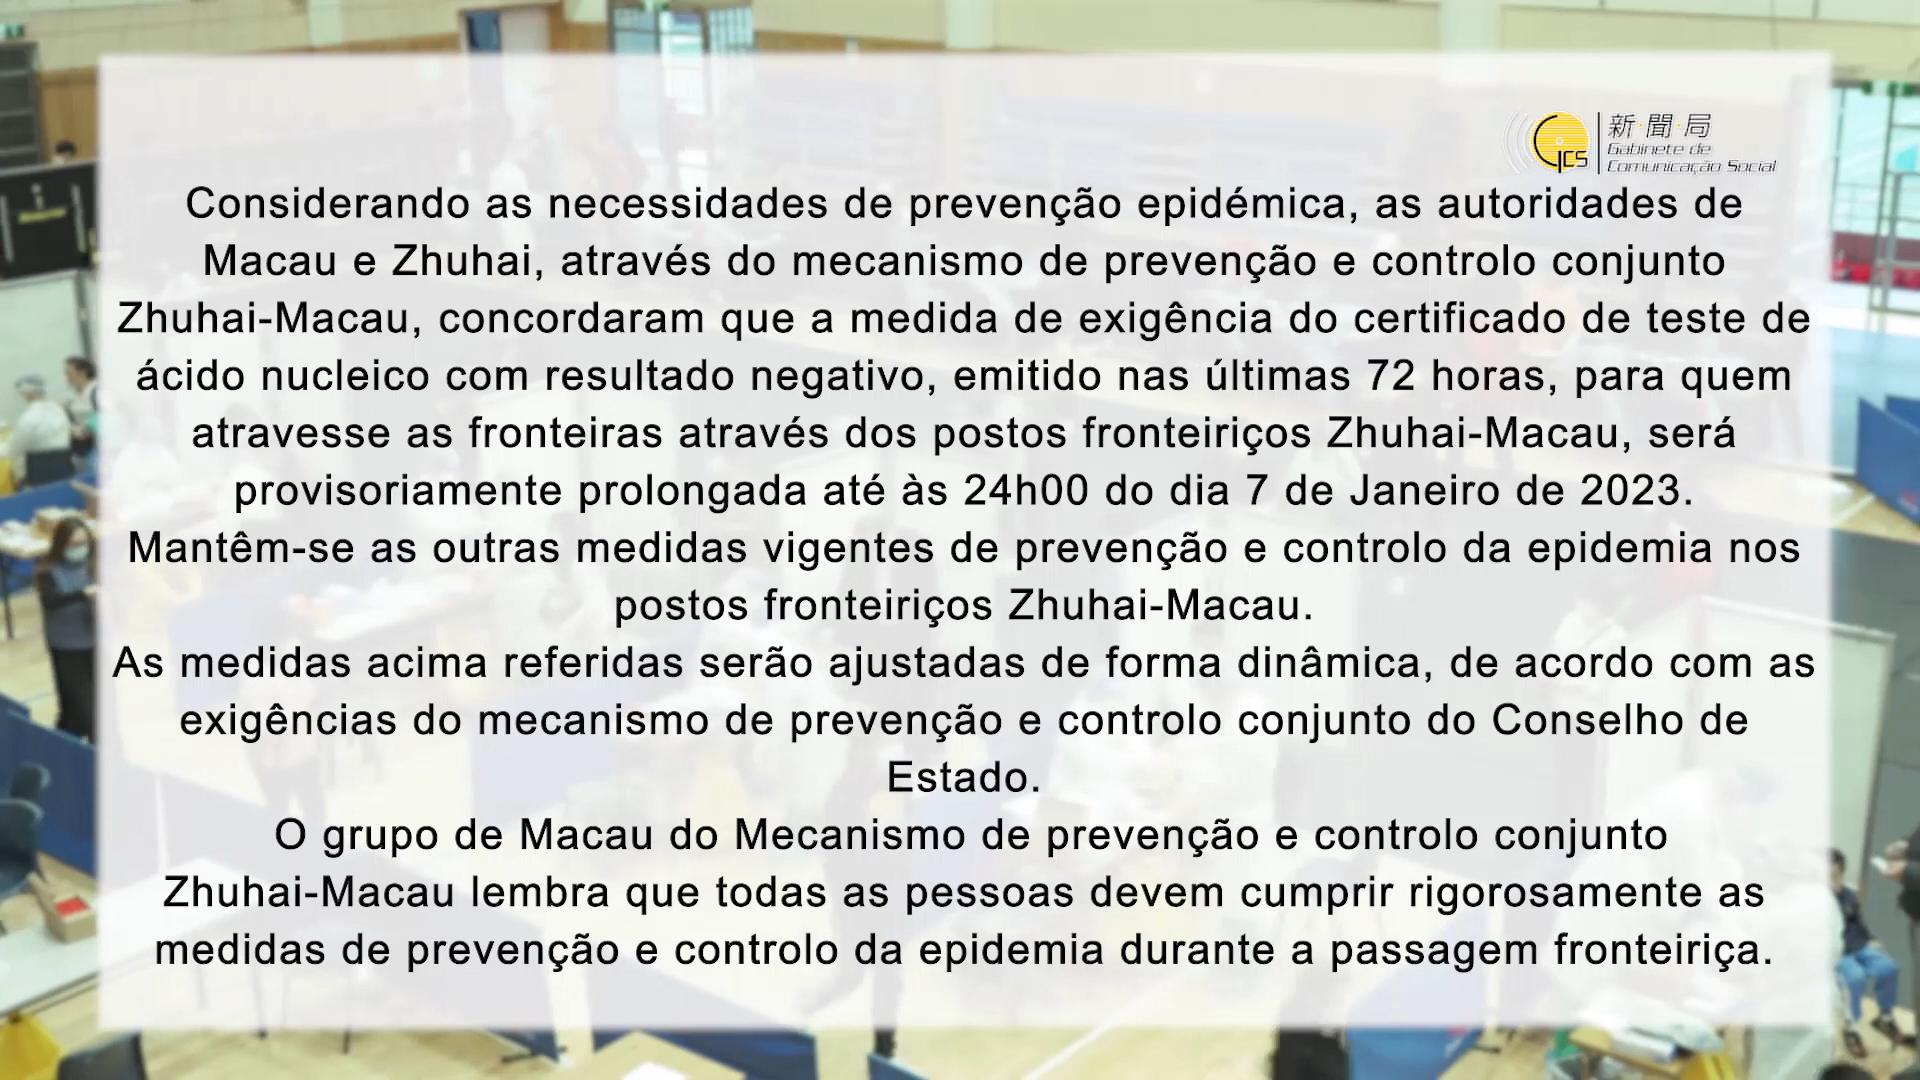 新·聞·局
Gabinete de
Comunicação Social
GCS
Considerando as necessidades de prevenção epidémica, as autoridades de
Macau e Zhuhai, através do mecanismo de prevenção e controlo conjunto
Zhuhai-Macau, concordaram que a medida de exigência do certificado de teste de
ácido nucleico com resultado negativo, emitido nas últimas 72 horas, para quem
atravesse as fronteiras através dos postos fronteiriços Zhuhai-Macau, será
provisoriamente prolongada até às 24h00 do dia 7 de Janeiro de 2023.
Mantêm-se as outras medidas vigentes de prevenção e controlo da epidemia nos
postos fronteiriços Zhuhai-Macau.
As medidas acima referidas serão ajustadas de forma dinâmica, de acordo com as
exigências do mecanismo de prevenção e controlo conjunto do Conselho de
Estado.
O grupo de Macau do Mecanismo de prevenção e controlo conjunto
Zhuhai-Macau lembra que todas as pessoas devem cumprir rigorosamente as
medidas de prevenção e controlo da epidemia durante a passagem fronteiriça.